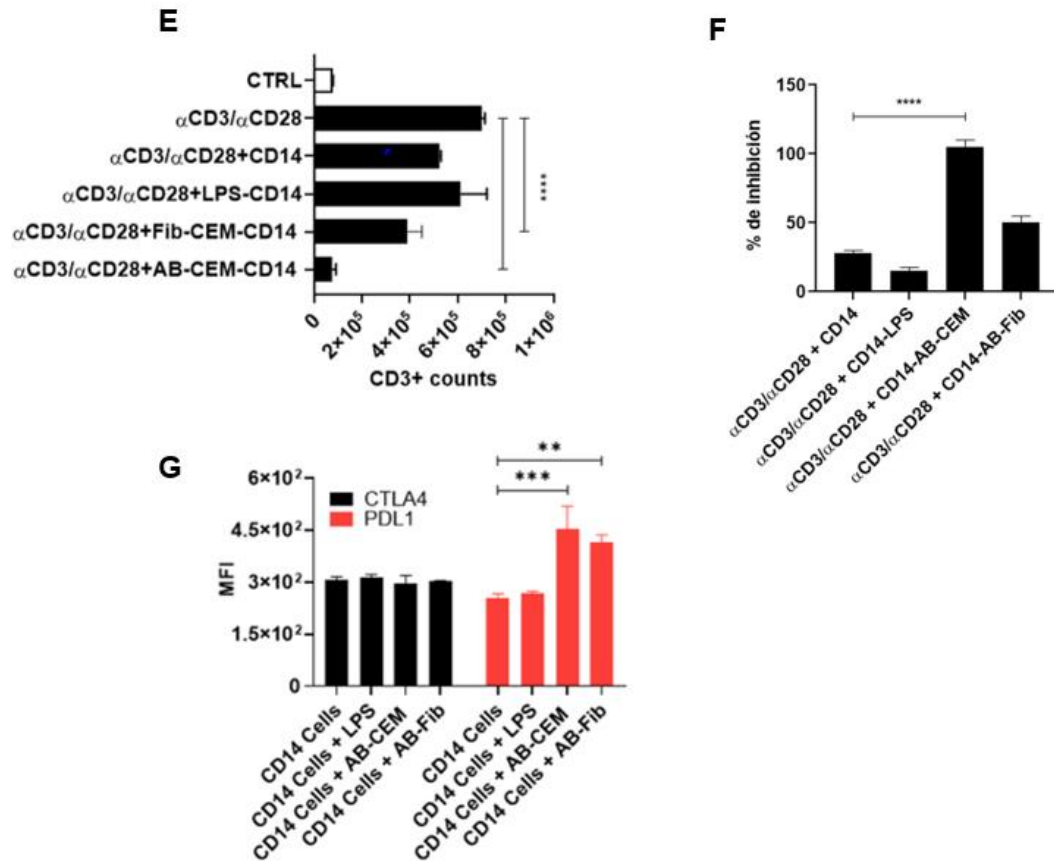 E
CTRL
αCD3/αCD28
αCD3/αCD28+CD14
αCD3/αCD28+LPS-CD14
αCD3/αCD28+Fib-CEM-CD14
αCD3/αCD28+AB-CEM-CD14
****
0
2×10⁵
4×10⁵
6×10⁵
8×10⁵
1×10⁶
CD3+ counts
F
150
100
50
0
% de inhibición
****
αCD3/αCD28 + CD14
αCD3/αCD28 + CD14-LPS
αCD3/αCD28 + CD14-AB-CEM
αCD3/αCD28 + CD14-AB-Fib
G
6×10²
4.5×10²
3×10²
1.5×10²
0
MFI
CTLA4
PDL1
**
***
CD14 Cells
CD14 Cells + LPS
CD14 Cells + AB-CEM
CD14 Cells + AB-Fib
CD14 Cells
CD14 Cells + LPS
CD14 Cells + AB-CEM
CD14 Cells + AB-Fib